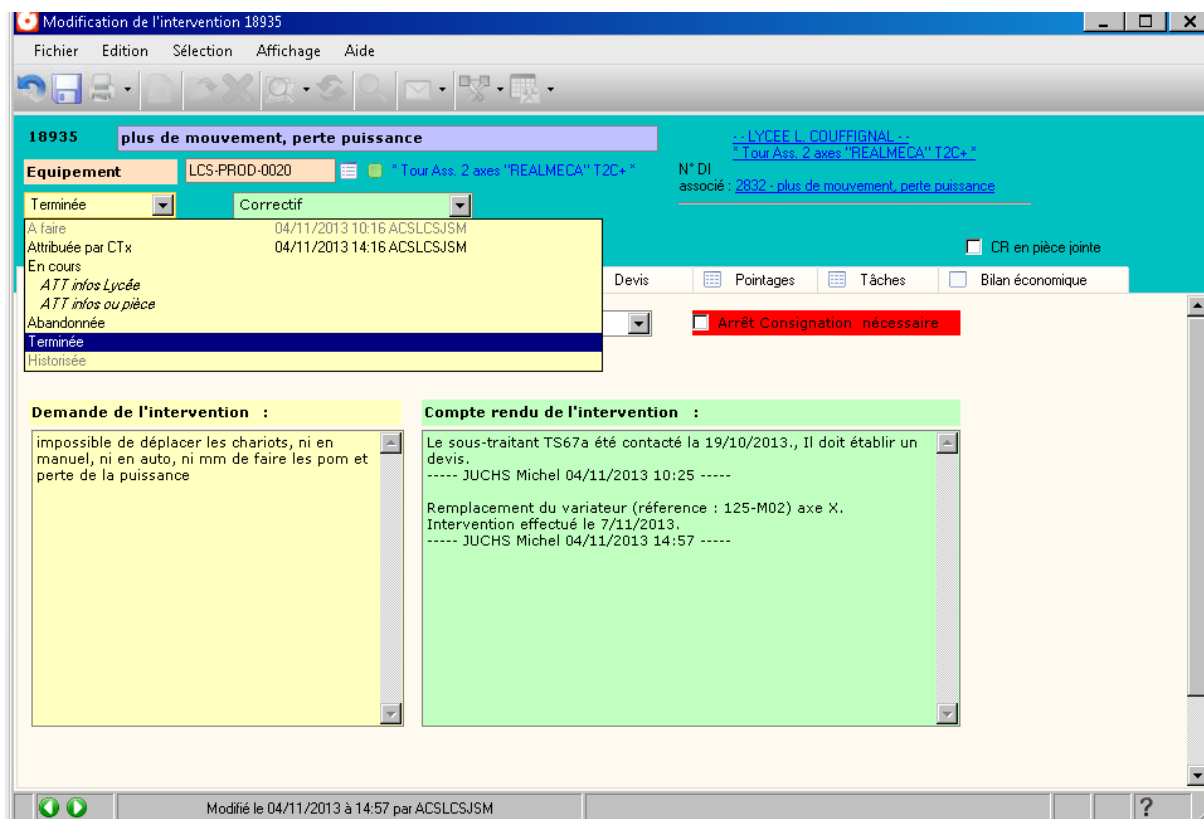 Modification de l'intervention 18935
Fichier Edition Sélection Affichage Aide
18935 plus de mouvement, perte puissance
- - LYCEE L. COUFFIGNAL - -
* Tour Ass. 2 axes "REALMECA" T2C+ *
Equipement LCS-PROD-0020 * Tour Ass. 2 axes "REALMECA" T2C+ *
N° DI
associé : 2832 - plus de mouvement, perte puissance
Terminée Correctif
A faire 04/11/2013 10:16 ACSLCSJSM
Attribuée par CTx 04/11/2013 14:16 ACSLCSJSM
En cours
ATT infos Lycée
ATT infos ou pièce
Abandonnée
Terminée
Historisée
CR en pièce jointe
Devis Pointages Tâches Bilan économique
Arrêt Consignation nécessaire
Demande de l'intervention :
impossible de déplacer les chariots, ni en
manuel, ni en auto, ni mm de faire les pom et
perte de la puissance
Compte rendu de l'intervention :
Le sous-traitant TS67a été contacté la 19/10/2013., Il doit établir un
devis.
----- JUCHS Michel 04/11/2013 10:25 -----
Remplacement du variateur (réference : 125-M02) axe X.
Intervention effectué le 7/11/2013.
----- JUCHS Michel 04/11/2013 14:57 -----
Modifié le 04/11/2013 à 14:57 par ACSLCSJSM
?